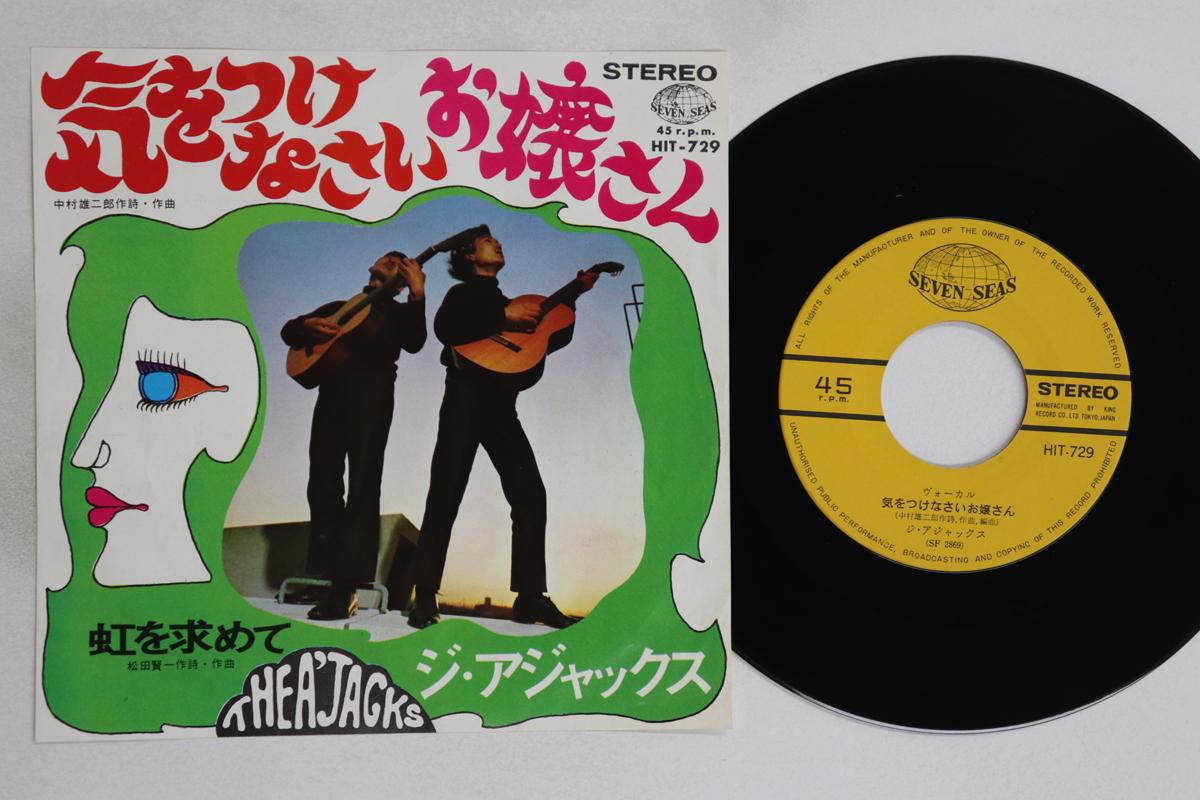 気をつけ
なさい
お嬢さん
STEREO
SEVEN SEAS
45 r.p.m.
HIT-729
中村雄二郎作詩・作曲
虹を求めて
松田賢一作詩・作曲
THEA'JACKS
ジ・アジャックス
ALL RIGHTS OF THE MANUFACTURER AND OF THE OWNER OF THE RECORDED WORK RESERVED
SEVEN SEAS
45
r.p.m.
STEREO
MANUFACTURED BY KING
RECORD CO., LTD. TOKYO, JAPAN
HIT-729
ヴォーカル
気をつけなさいお嬢さん
(中村雄二郎作詩,作曲,編曲)
ジ・アジャックス
(SF 2869)
UNAUTHORISED PUBLIC PERFORMANCE, BROADCASTING AND COPYING OF THIS RECORD PROHIBITED